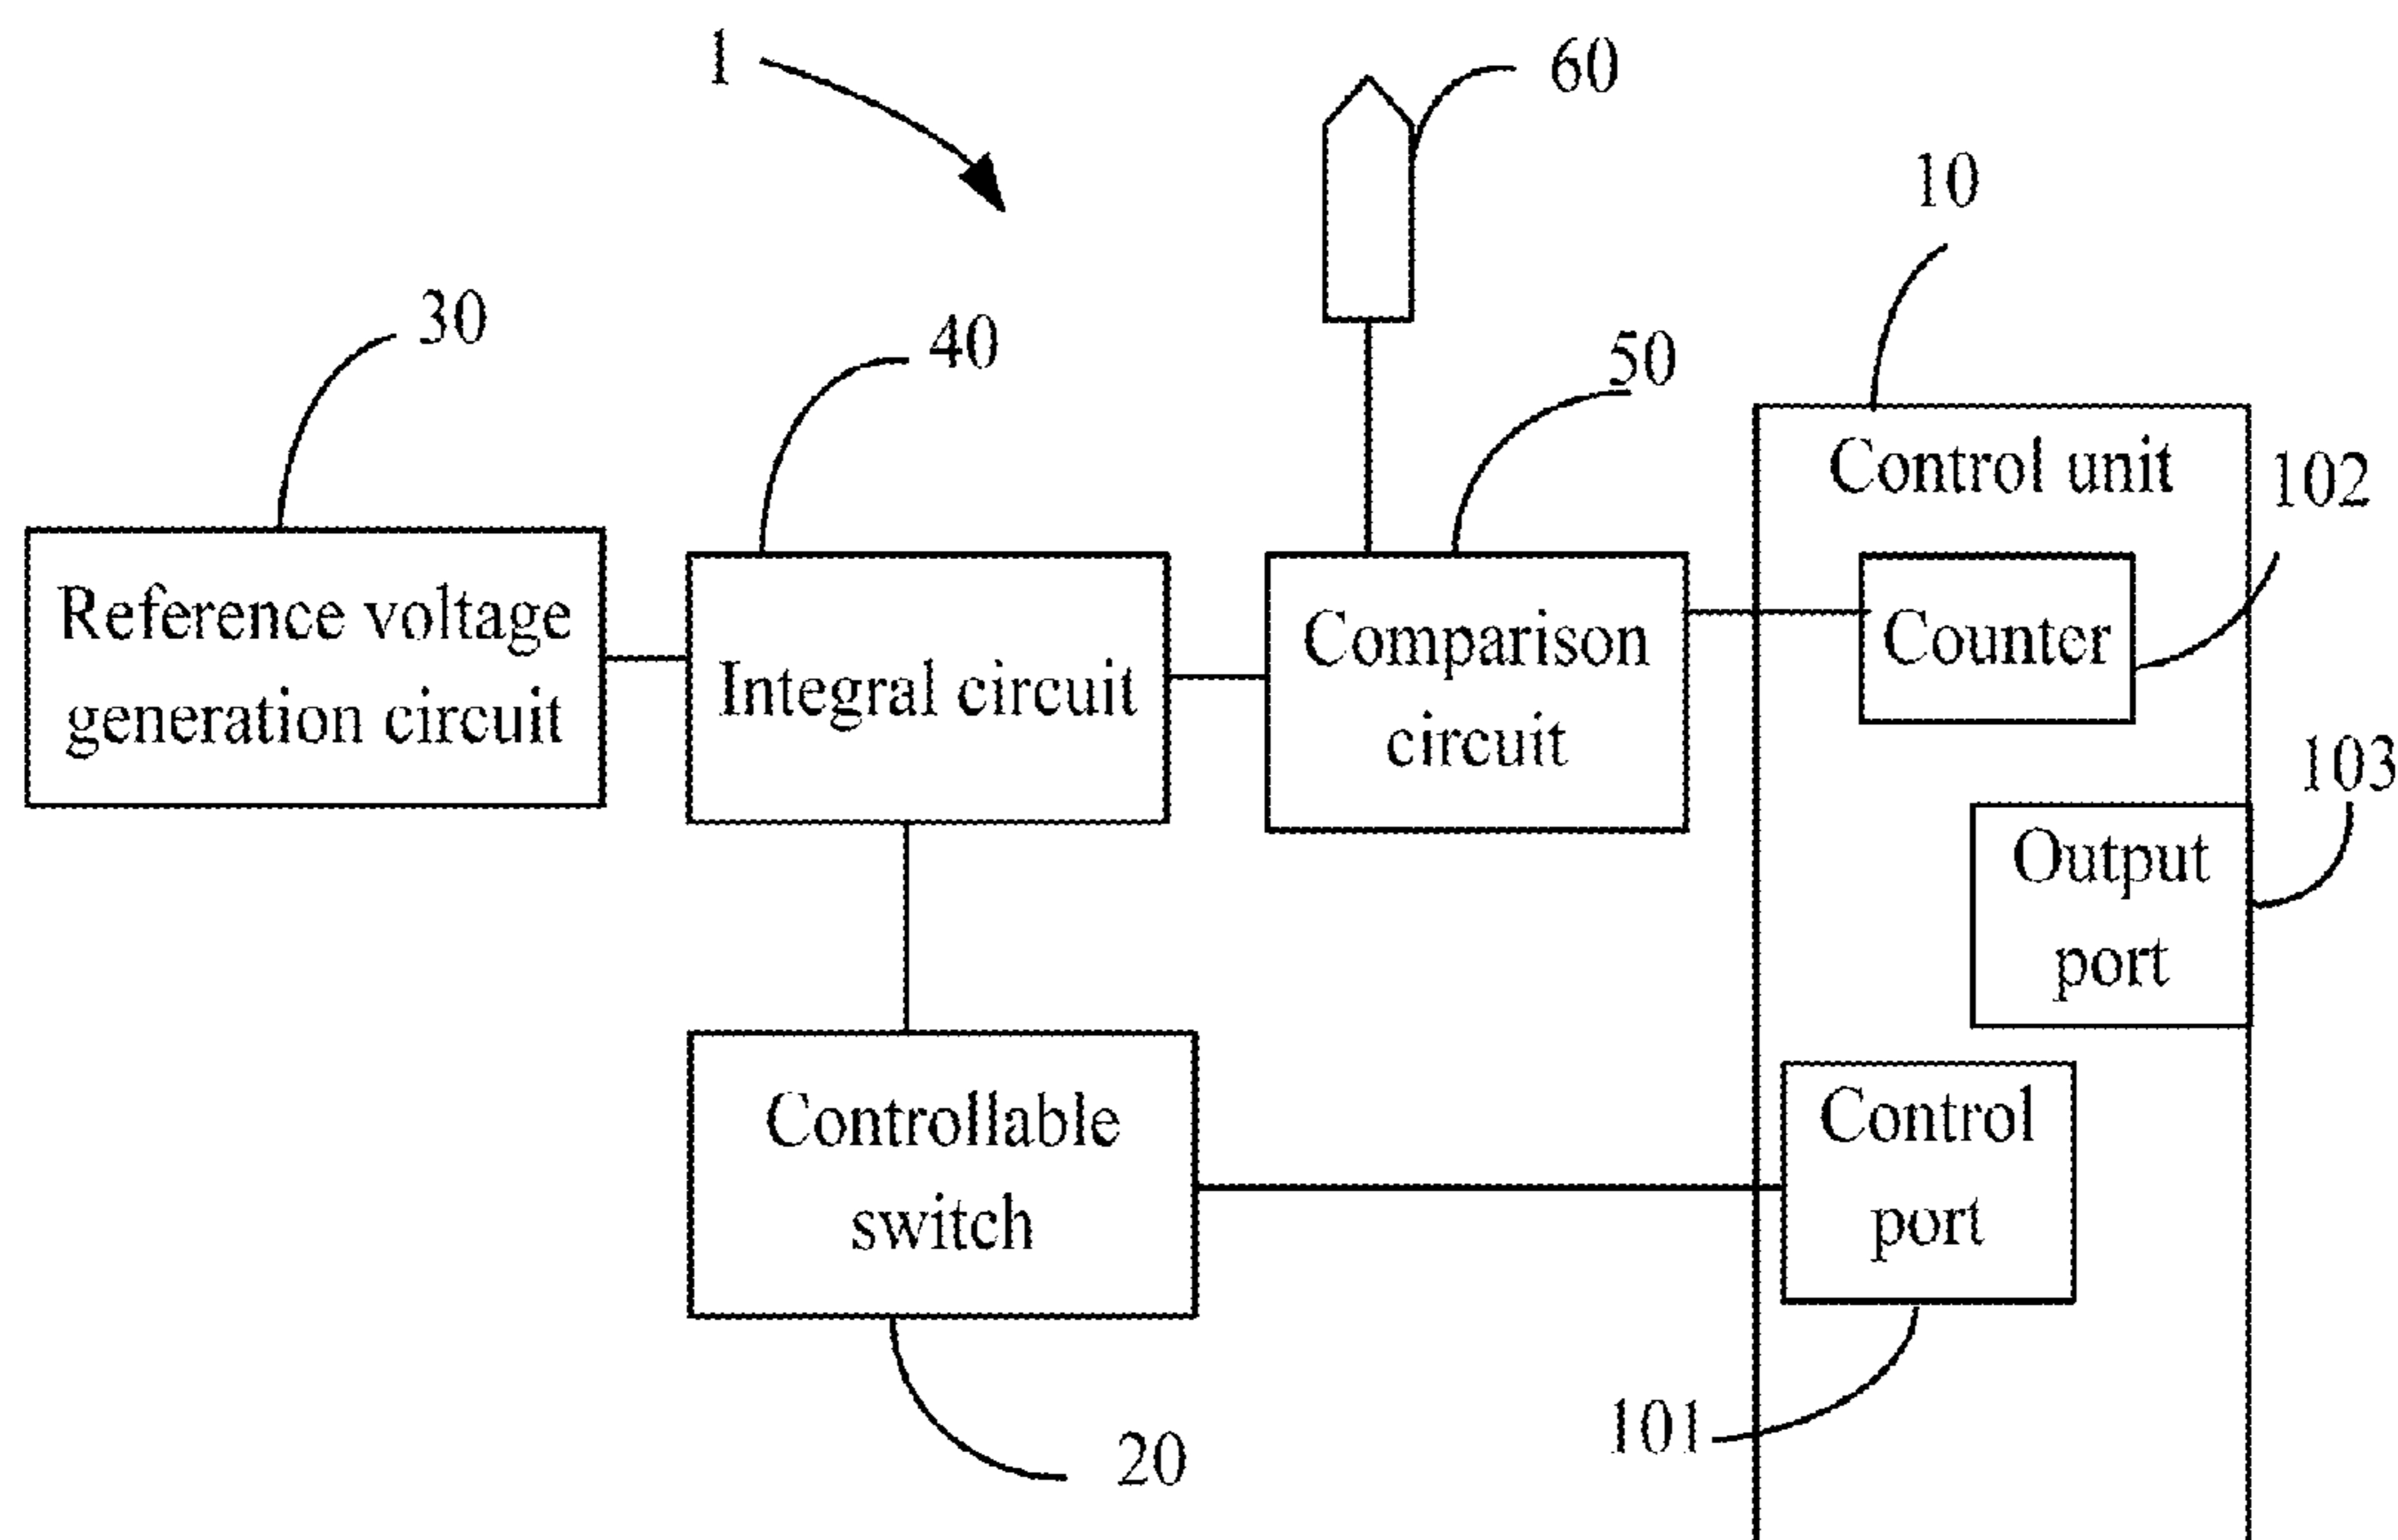 1
60
10
30
40
50
Control unit
102
Reference voltage
generation circuit
Integral circuit
Comparison
circuit
Counter
103
Output
port
Controllable
switch
Control
port
101
20